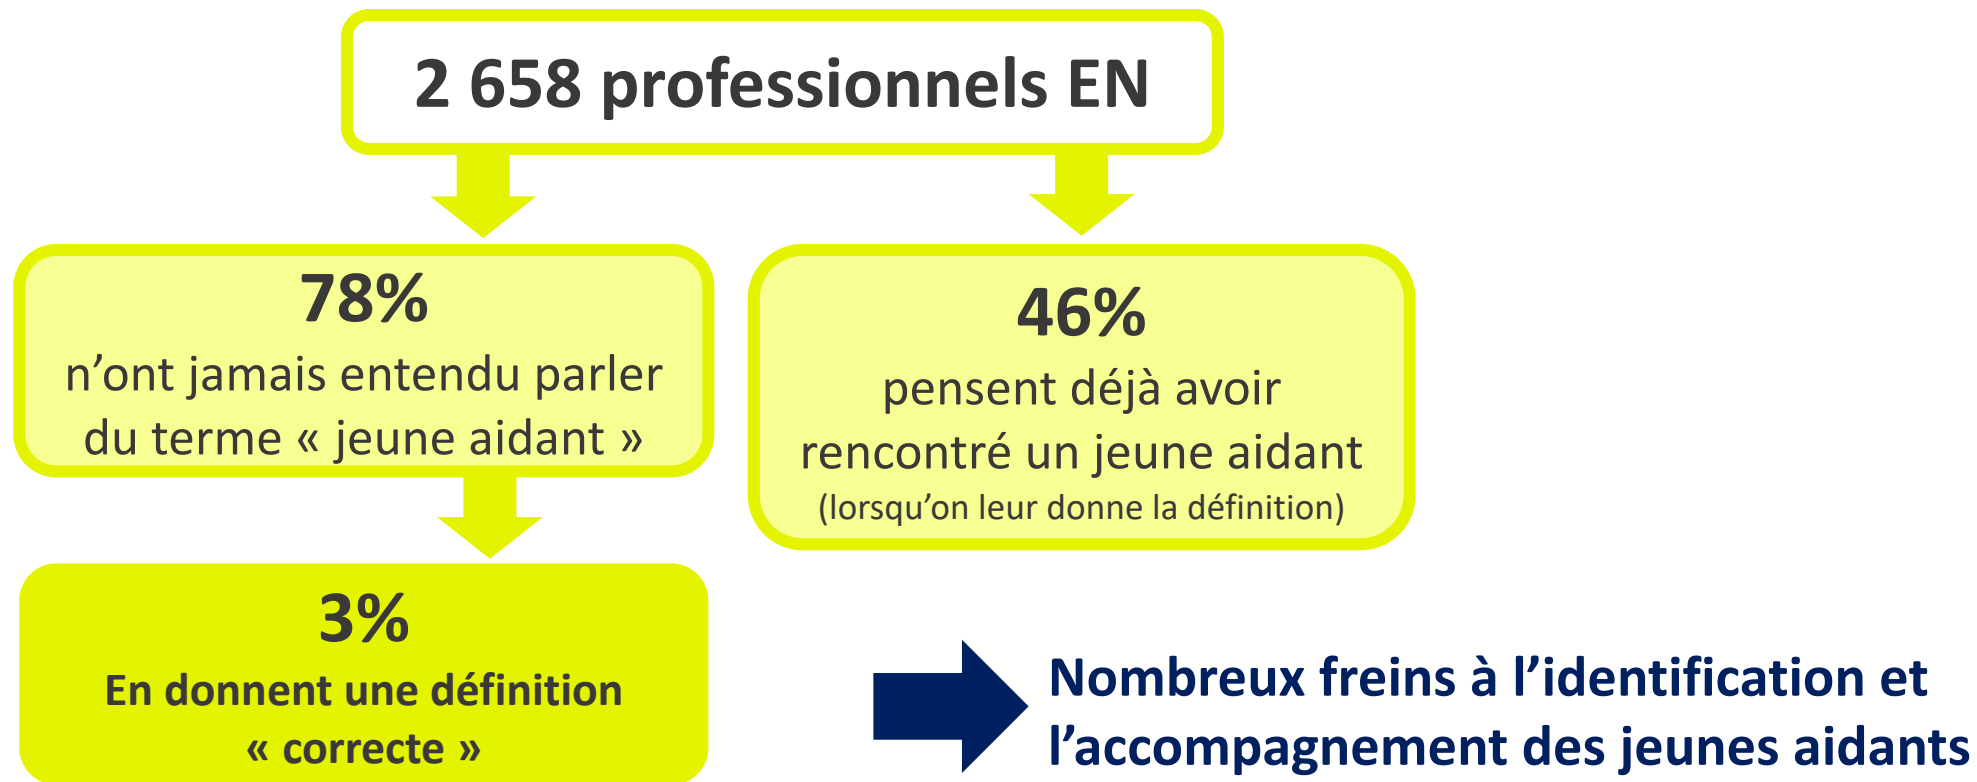 2 658 professionnels EN
78%
n’ont jamais entendu parler
du terme « jeune aidant »
46%
pensent déjà avoir
rencontré un jeune aidant
(lorsqu’on leur donne la définition)
3%
En donnent une définition
« correcte »
Nombreux freins à l’identification et
l’accompagnement des jeunes aidants